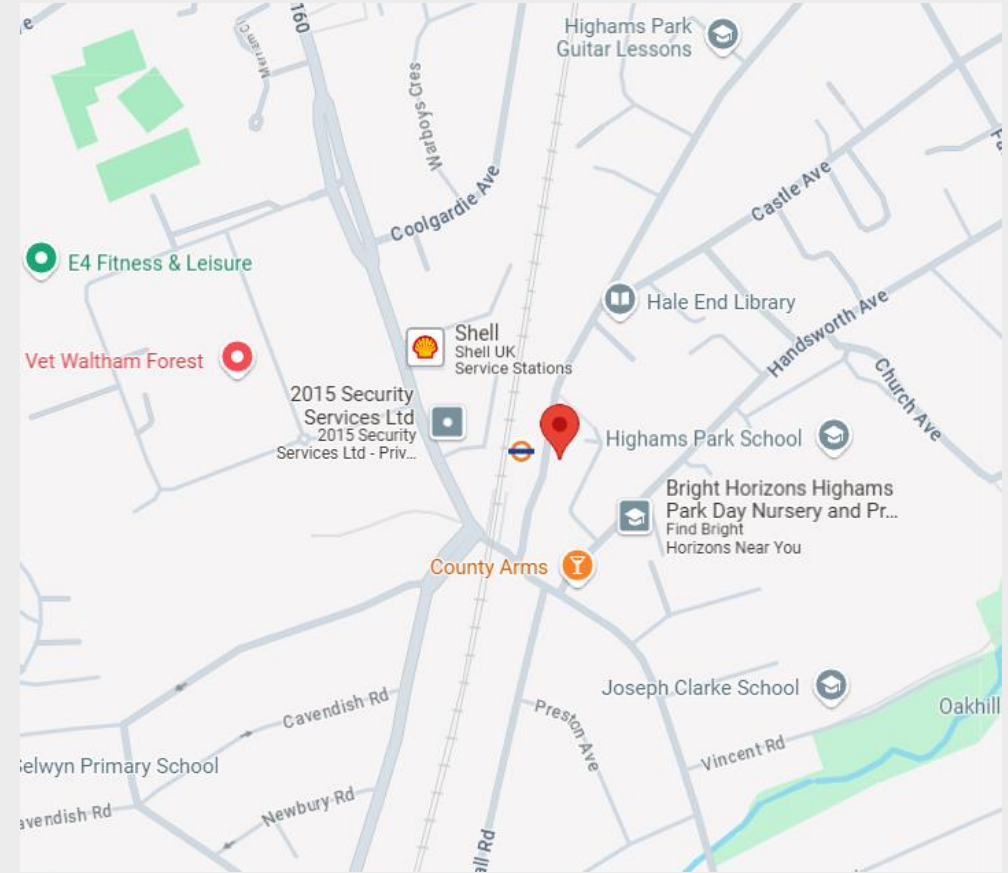 160
Merriam Cl
Warboys Cres
Highams Park
Guitar Lessons
Coolgardie Ave
Castle Ave
E4 Fitness & Leisure
Hale End Library
Handsworth Ave
Shell
Shell UK
Service Stations
Vet Waltham Forest
Church Ave
2015 Security
Services Ltd
2015 Security
Services Ltd - Priv...
Highams Park School
Bright Horizons Highams
Park Day Nursery and Pr...
Find Bright
Horizons Near You
County Arms
Joseph Clarke School
Oakhill
Cavendish Rd
Preston Ave
Vincent Rd
Selwyn Primary School
Newbury Rd
avendish Rd
all Rd